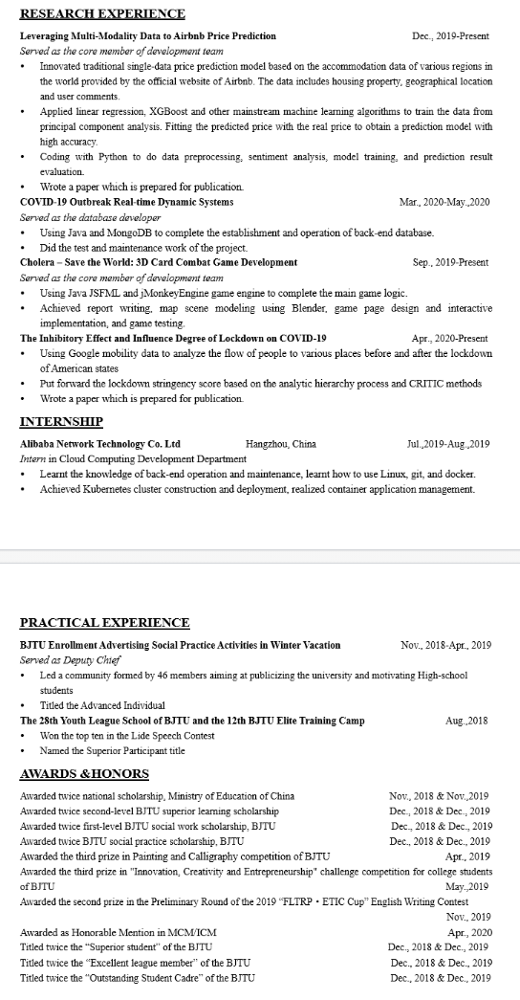 RESEARCH EXPERIENCE
Leveraging Multi-Modality Data to Airbnb Price Prediction Dec., 2019-Present
Served as the core member of development team
• Innovated traditional single-data price prediction model based on the accommodation data of various regions in
the world provided by the official website of Airbnb. The data includes housing property, geographical location
and user comments.
• Applied linear regression, XGBoost and other mainstream machine learning algorithms to train the data from
principal component analysis. Fitting the predicted price with the real price to obtain a prediction model with
high accuracy.
• Coding with Python to do data preprocessing, sentiment analysis, model training, and prediction result
evaluation.
• Wrote a paper which is prepared for publication.
COVID-19 Outbreak Real-time Dynamic Systems Mar., 2020-May.,2020
Served as the database developer
• Using Java and MongoDB to complete the establishment and operation of back-end database.
• Did the test and maintenance work of the project.
Cholera – Save the World: 3D Card Combat Game Development Sep., 2019-Present
Served as the core member of development team
• Using Java JSFML and jMonkeyEngine game engine to complete the main game logic.
• Achieved report writing, map scene modeling using Blender, game page design and interactive
implementation, and game testing.
The Inhibitory Effect and Influence Degree of Lockdown on COVID-19 Apr., 2020-Present
• Using Google mobility data to analyze the flow of people to various places before and after the lockdown
of American states
• Put forward the lockdown stringency score based on the analytic hierarchy process and CRITIC methods
• Wrote a paper which is prepared for publication.
INTERNSHIP
Alibaba Network Technology Co. Ltd Hangzhou, China Jul.,2019-Aug.,2019
Intern in Cloud Computing Development Department
• Learnt the knowledge of back-end operation and maintenance, learnt how to use Linux, git, and docker.
• Achieved Kubernetes cluster construction and deployment, realized container application management.
PRACTICAL EXPERIENCE
BJTU Enrollment Advertising Social Practice Activities in Winter Vacation Nov., 2018-Apr., 2019
Served as Deputy Chief
• Led a community formed by 46 members aiming at publicizing the university and motivating High-school
students
• Titled the Advanced Individual
The 28th Youth League School of BJTU and the 12th BJTU Elite Training Camp Aug.,2018
• Won the top ten in the Lide Speech Contest
• Named the Superior Participant title
AWARDS &HONORS
Awarded twice national scholarship, Ministry of Education of China Nov., 2018 & Nov.,2019
Awarded twice second-level BJTU superior learning scholarship Dec., 2018 & Dec., 2019
Awarded twice first-level BJTU social work scholarship, BJTU Dec., 2018 & Dec., 2019
Awarded twice BJTU social practice scholarship, BJTU Dec., 2018 & Dec., 2019
Awarded the third prize in Painting and Calligraphy competition of BJTU Apr., 2019
Awarded the third prize in "Innovation, Creativity and Entrepreneurship" challenge competition for college students
of BJTU May.,2019
Awarded the second prize in the Preliminary Round of the 2019 “FLTRP • ETIC Cup” English Writing Contest
Nov., 2019
Awarded as Honorable Mention in MCM/ICM Apr., 2020
Titled twice the “Superior student” of the BJTU Dec., 2018 & Dec., 2019
Titled twice the “Excellent league member” of the BJTU Dec., 2018 & Dec., 2019
Titled twice the “Outstanding Student Cadre” of the BJTU Dec., 2018 & Dec., 2019